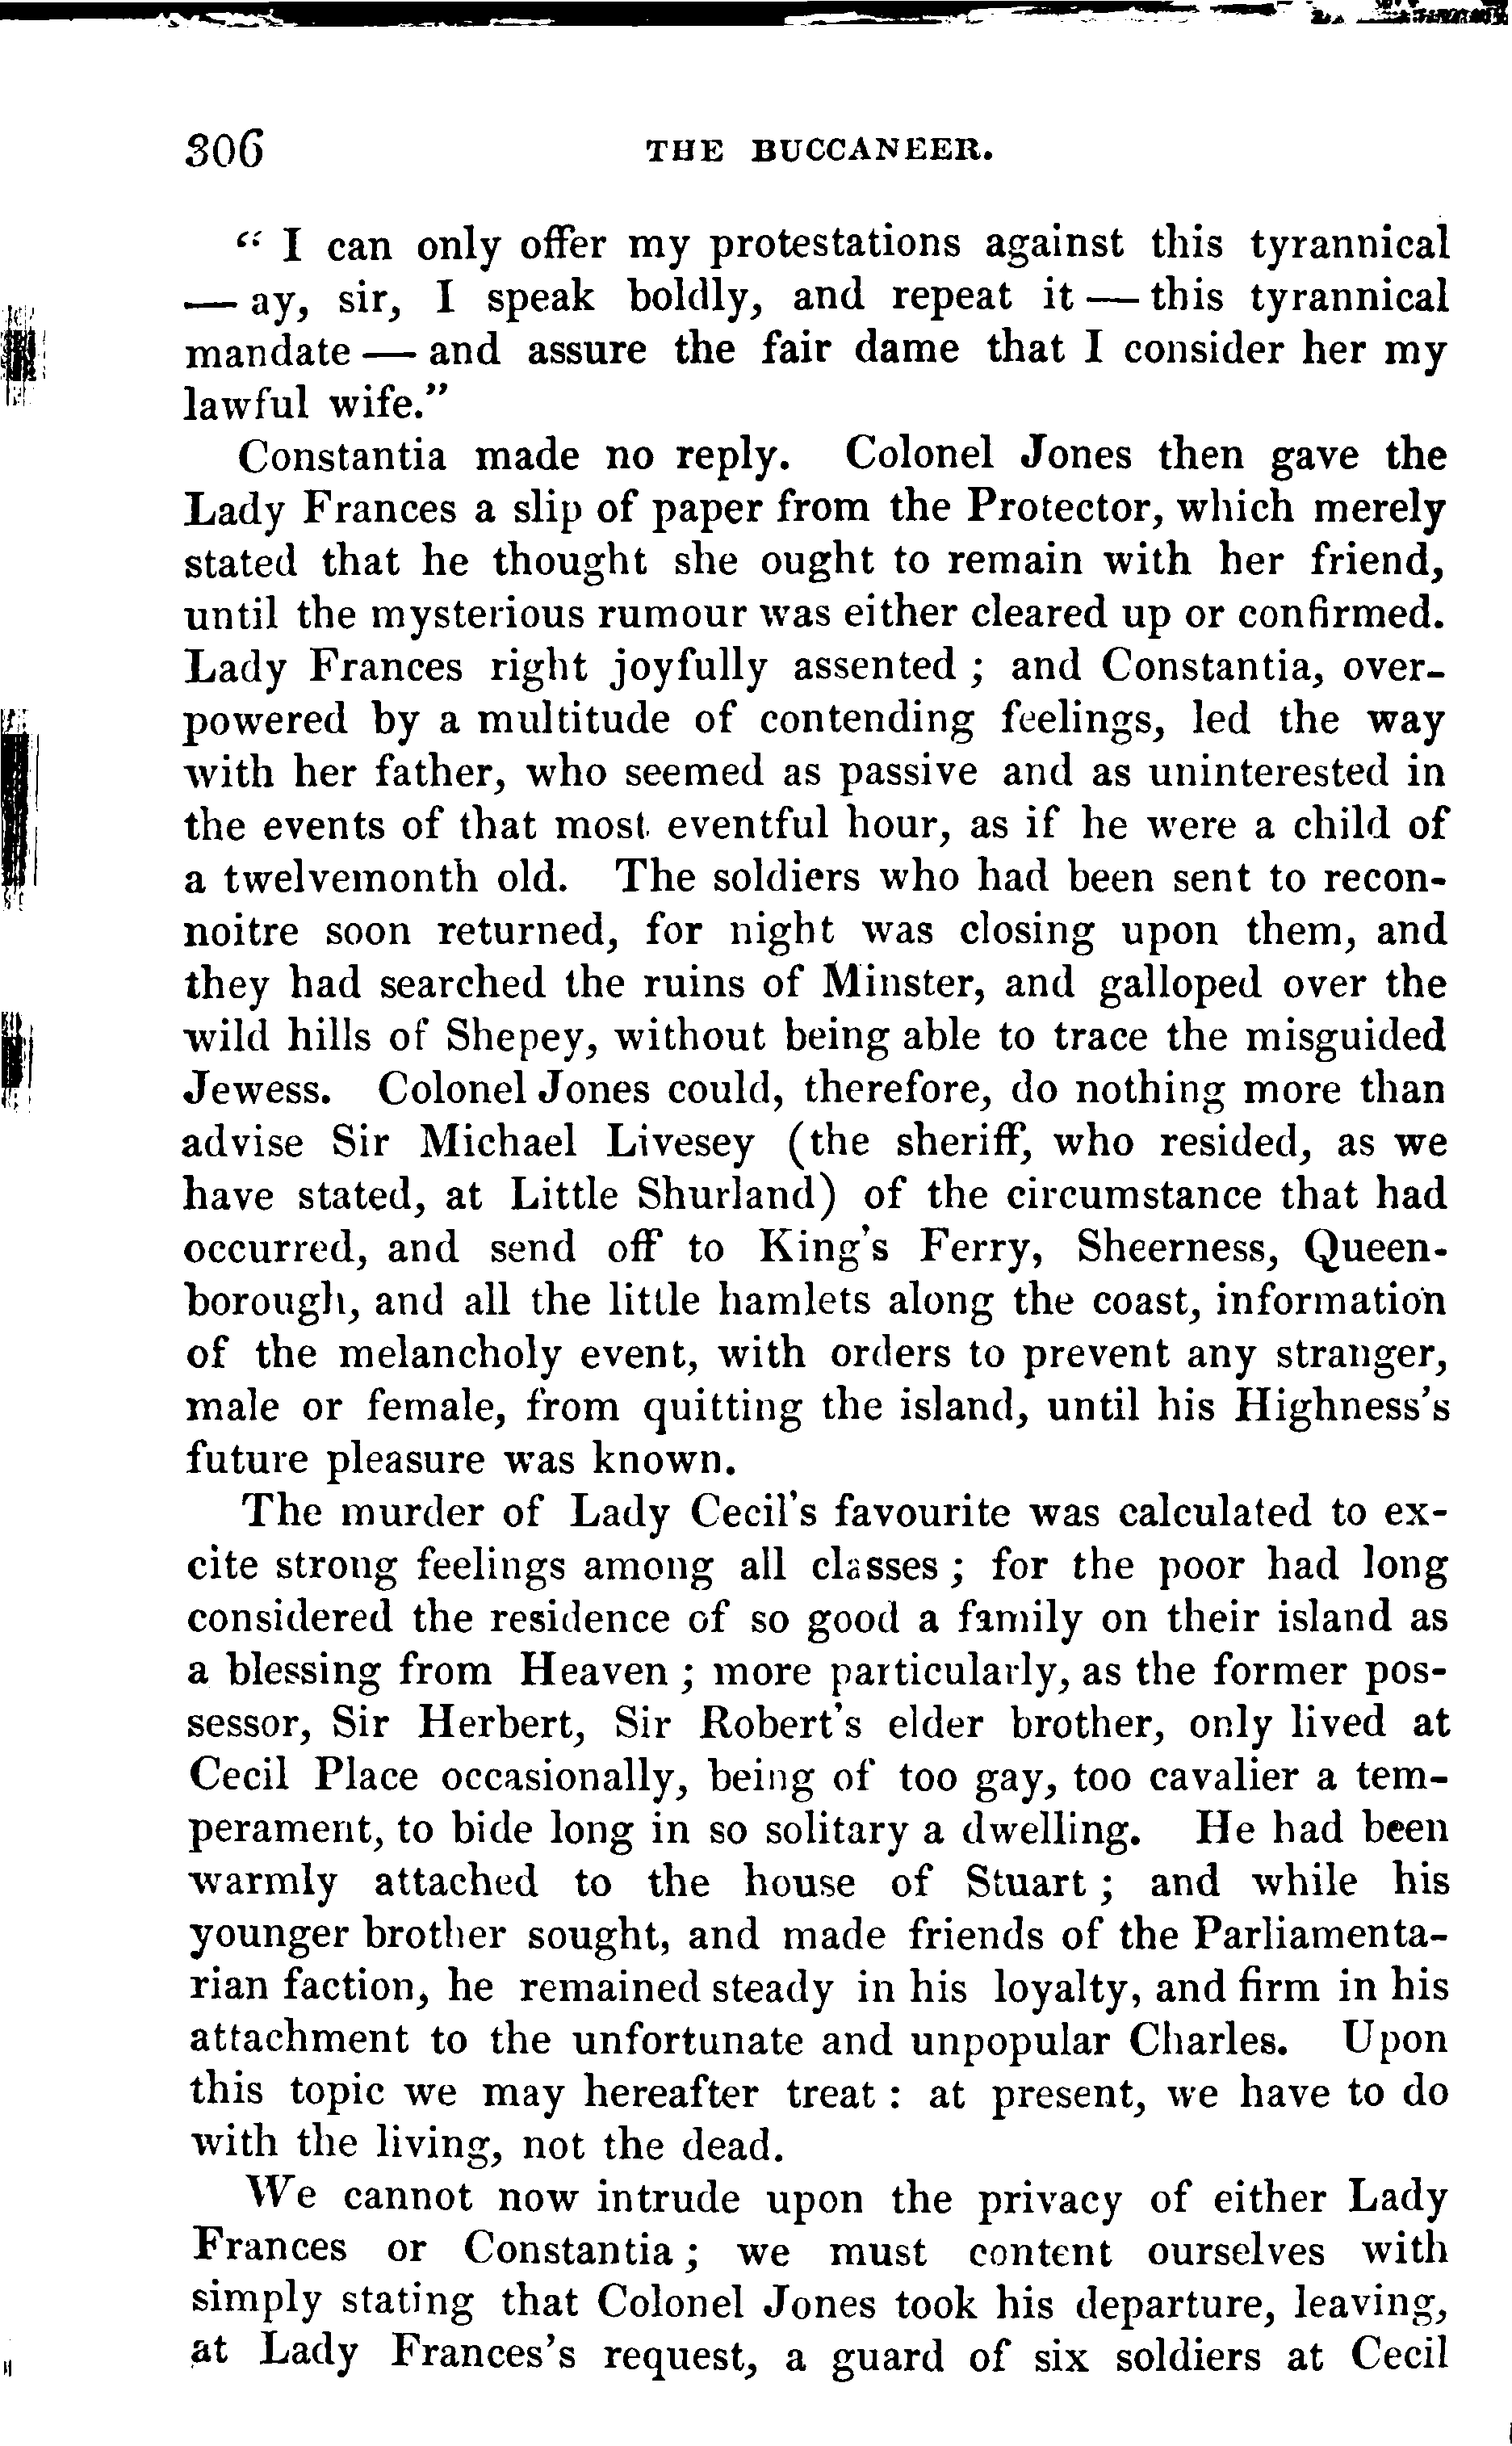 306 THE BUCCANEER.
“ I can only offer my protestations against this tyrannical
— ay, sir, I speak boldly, and repeat it — this tyrannical
mandate — and assure the fair dame that I consider her my
lawful wife.”
Constantia made no reply. Colonel Jones then gave the
Lady Frances a slip of paper from the Protector, which merely
stated that he thought she ought to remain with her friend,
until the mysterious rumour was either cleared up or confirmed.
Lady Frances right joyfully assented ; and Constantia, over-
powered by a multitude of contending feelings, led the way
with her father, who seemed as passive and as uninterested in
the events of that most eventful hour, as if he were a child of
a twelvemonth old. The soldiers who had been sent to recon-
noitre soon returned, for night was closing upon them, and
they had searched the ruins of Minster, and galloped over the
wild hills of Shepey, without being able to trace the misguided
Jewess. Colonel Jones could, therefore, do nothing more than
advise Sir Michael Livesey (the sheriff, who resided, as we
have stated, at Little Shurland) of the circumstance that had
occurred, and send off to King’s Ferry, Sheerness, Queen-
borough, and all the little hamlets along the coast, information
of the melancholy event, with orders to prevent any stranger,
male or female, from quitting the island, until his Highness’s
future pleasure was known.
The murder of Lady Cecil’s favourite was calculated to ex-
cite strong feelings among all classes ; for the poor had long
considered the residence of so good a family on their island as
a blessing from Heaven ; more particularly, as the former pos-
sessor, Sir Herbert, Sir Robert’s elder brother, only lived at
Cecil Place occasionally, being of too gay, too cavalier a tem-
perament, to bide long in so solitary a dwelling. He had been
warmly attached to the house of Stuart ; and while his
younger brother sought, and made friends of the Parliamenta-
rian faction, he remained steady in his loyalty, and firm in his
attachment to the unfortunate and unpopular Charles. Upon
this topic we may hereafter treat : at present, we have to do
with the living, not the dead.
We cannot now intrude upon the privacy of either Lady
Frances or Constantia ; we must content ourselves with
simply stating that Colonel Jones took his departure, leaving,
at Lady Frances’s request, a guard of six soldiers at Cecil